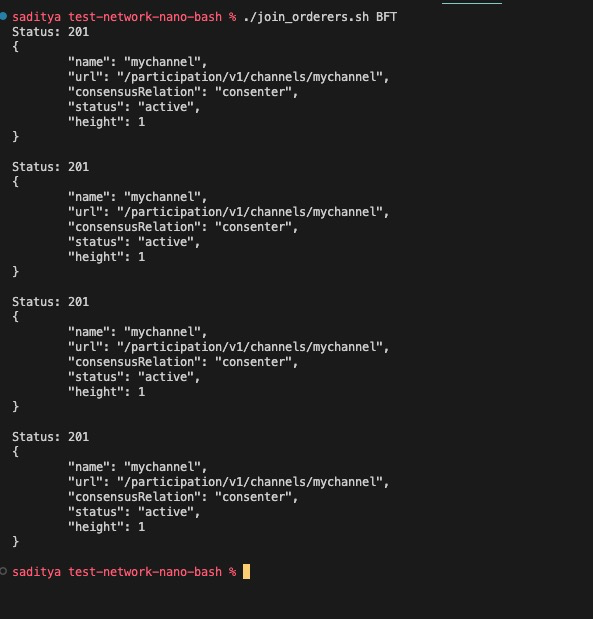 saditya test-network-nano-bash % ./join_orderers.sh BFT
Status: 201
{
        "name": "mychannel",
        "url": "/participation/v1/channels/mychannel",
        "consensusRelation": "consenter",
        "status": "active",
        "height": 1
}

Status: 201
{
        "name": "mychannel",
        "url": "/participation/v1/channels/mychannel",
        "consensusRelation": "consenter",
        "status": "active",
        "height": 1
}

Status: 201
{
        "name": "mychannel",
        "url": "/participation/v1/channels/mychannel",
        "consensusRelation": "consenter",
        "status": "active",
        "height": 1
}

Status: 201
{
        "name": "mychannel",
        "url": "/participation/v1/channels/mychannel",
        "consensusRelation": "consenter",
        "status": "active",
        "height": 1
}

saditya test-network-nano-bash %